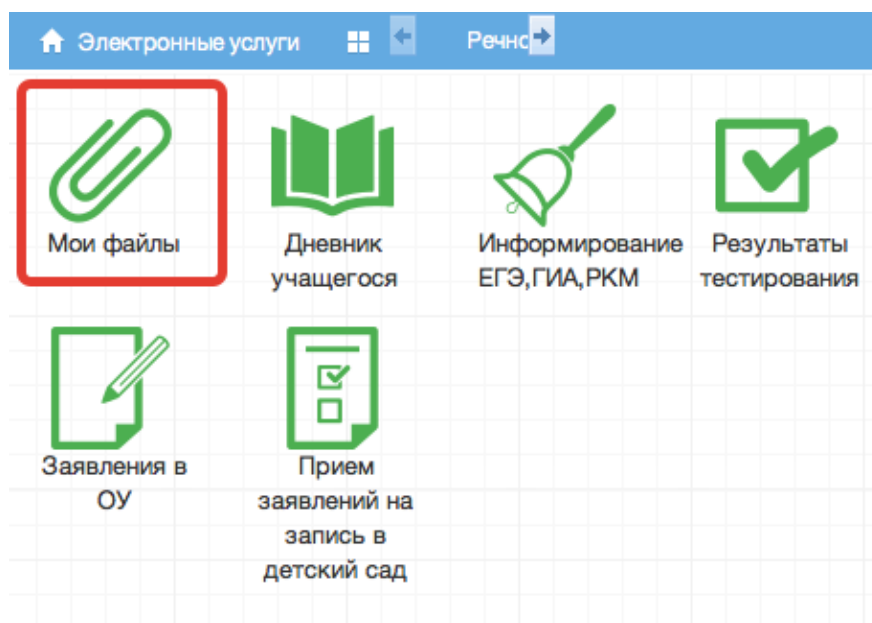 Электронные услуги
Мои файлы
Дневник
учащегося
Информирование
ЕГЭ,ГИА,РКМ
Результаты
тестирования
Заявления в
ОУ
Прием
заявлений на
запись в
детский сад